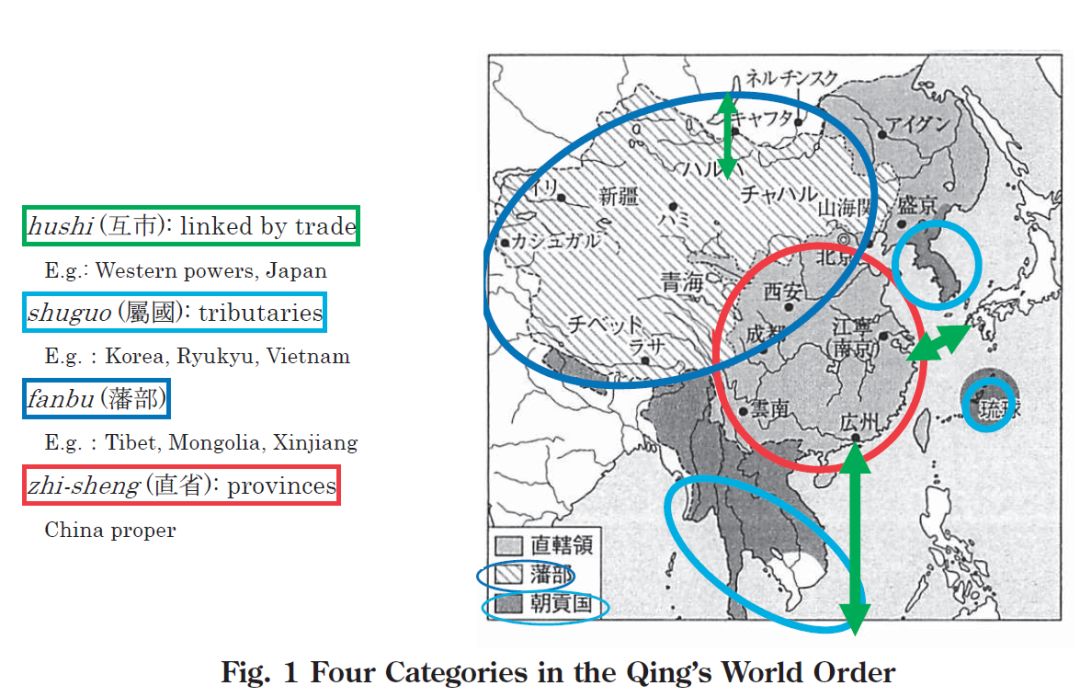 hushi (互市): linked by trade
E.g.: Western powers, Japan
shuguo (屬國): tributaries
E.g. : Korea, Ryukyu, Vietnam
fanbu (藩部)
E.g. : Tibet, Mongolia, Xinjiang
zhi-sheng (直省): provinces
China proper
ネルチンスク
キャフタ
アイグン
ハルハ
イリ
新疆
チャハル
ハミ
山海関
盛京
カシュガル
北京
青海
西安
チベット
成都
江寧
(南京)
ラサ
雲南
広州
琉球
直轄領
藩部
朝貢国
Fig. 1 Four Categories in the Qing's World Order